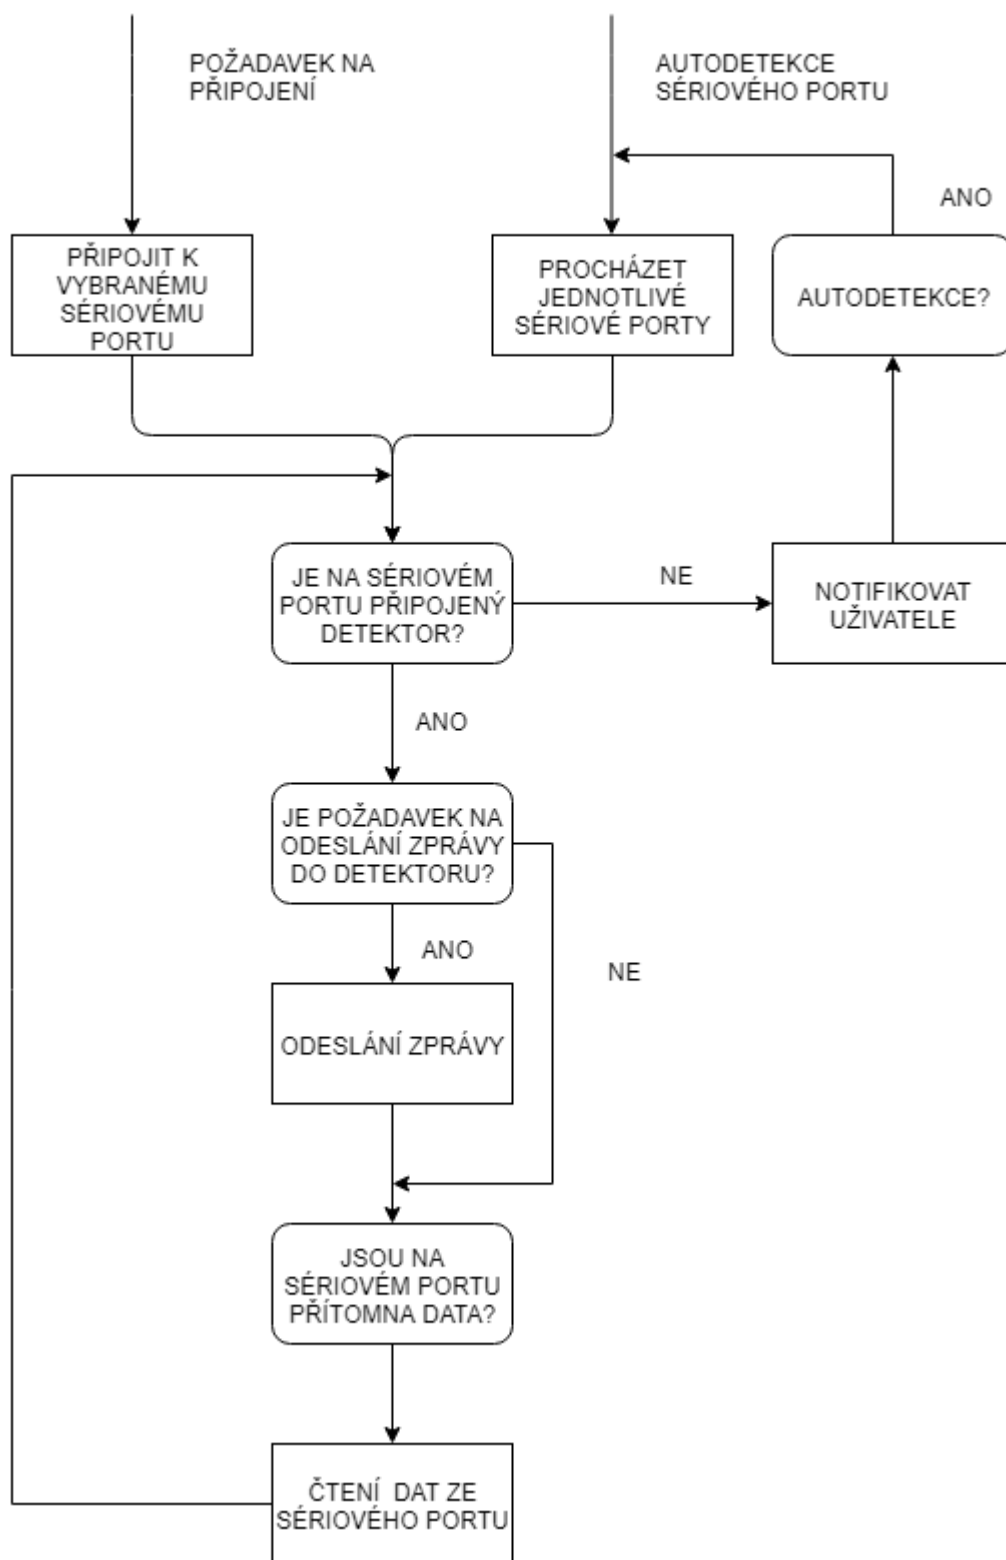 POŽADAVEK NA
PŘIPOJENÍ
AUTODETEKCE
SÉRIOVÉHO PORTU
ANO
PŘIPOJIT K
VYBRANÉMU
SÉRIOVÉMU
PORTU
PROCHÁZET
JEDNOTLIVÉ
SÉRIOVÉ PORTY
AUTODETEKCE?
JE NA SÉRIOVÉM
PORTU PŘIPOJENÝ
DETEKTOR?
NE
NOTIFIKOVAT
UŽIVATELE
ANO
JE POŽADAVEK NA
ODESLÁNÍ ZPRÁVY
DO DETEKTORU?
ANO
NE
ODESLÁNÍ ZPRÁVY
JSOU NA
SÉRIOVÉM PORTU
PŘÍTOMNA DATA?
ČTENÍ  DAT ZE
SÉRIOVÉHO PORTU